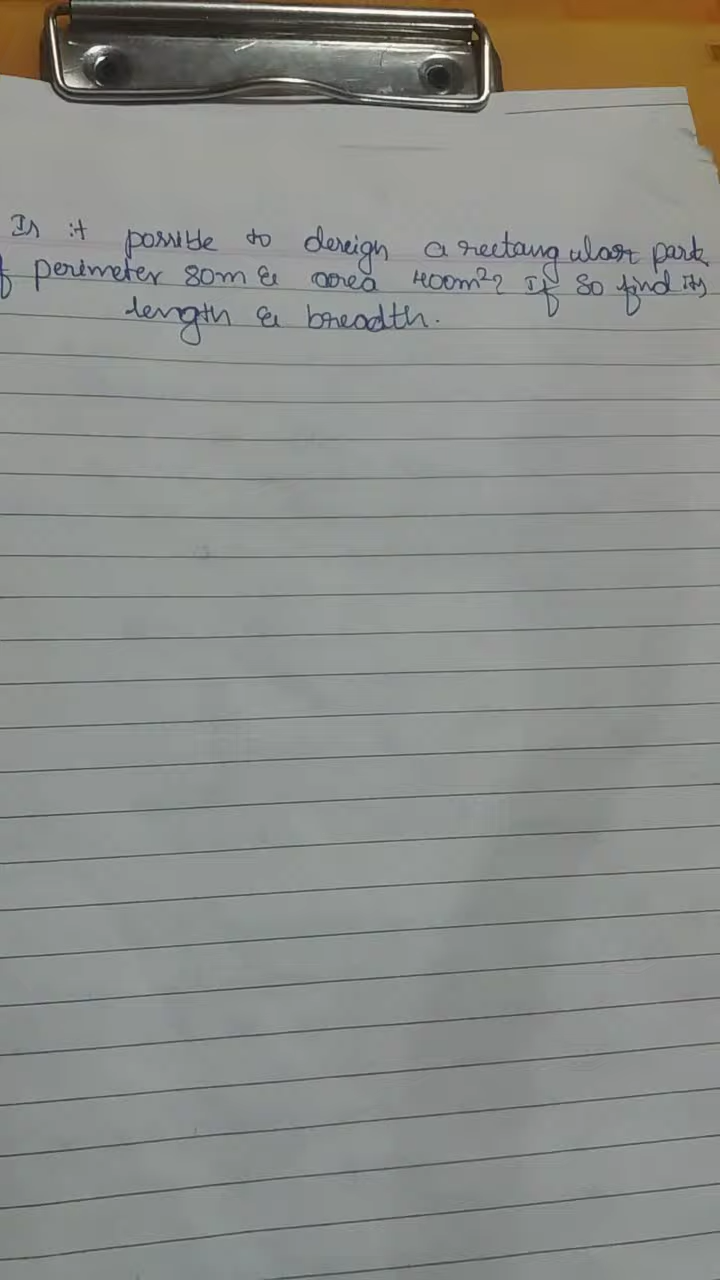 Is it possible to design a rectangular park
of perimeter 80m & area 400m²? If so find its
length & breadth.